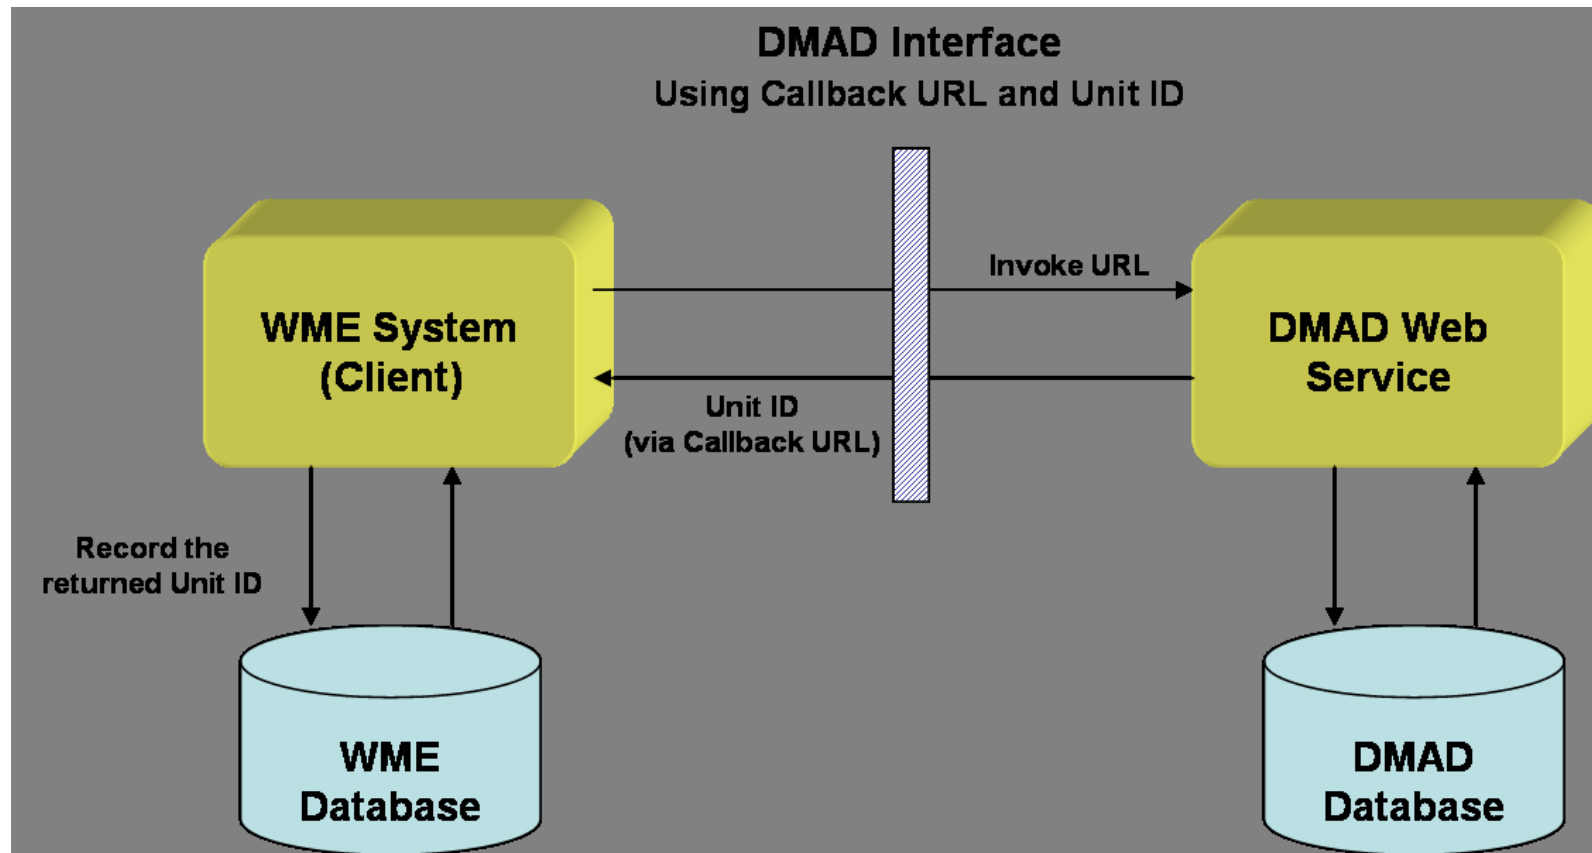 DMAD Interface
Using Callback URL and Unit ID
Invoke URL
WME System
(Client)
DMAD Web
Service
Unit ID
(via Callback URL)
Record the
returned Unit ID
WME
Database
DMAD
Database